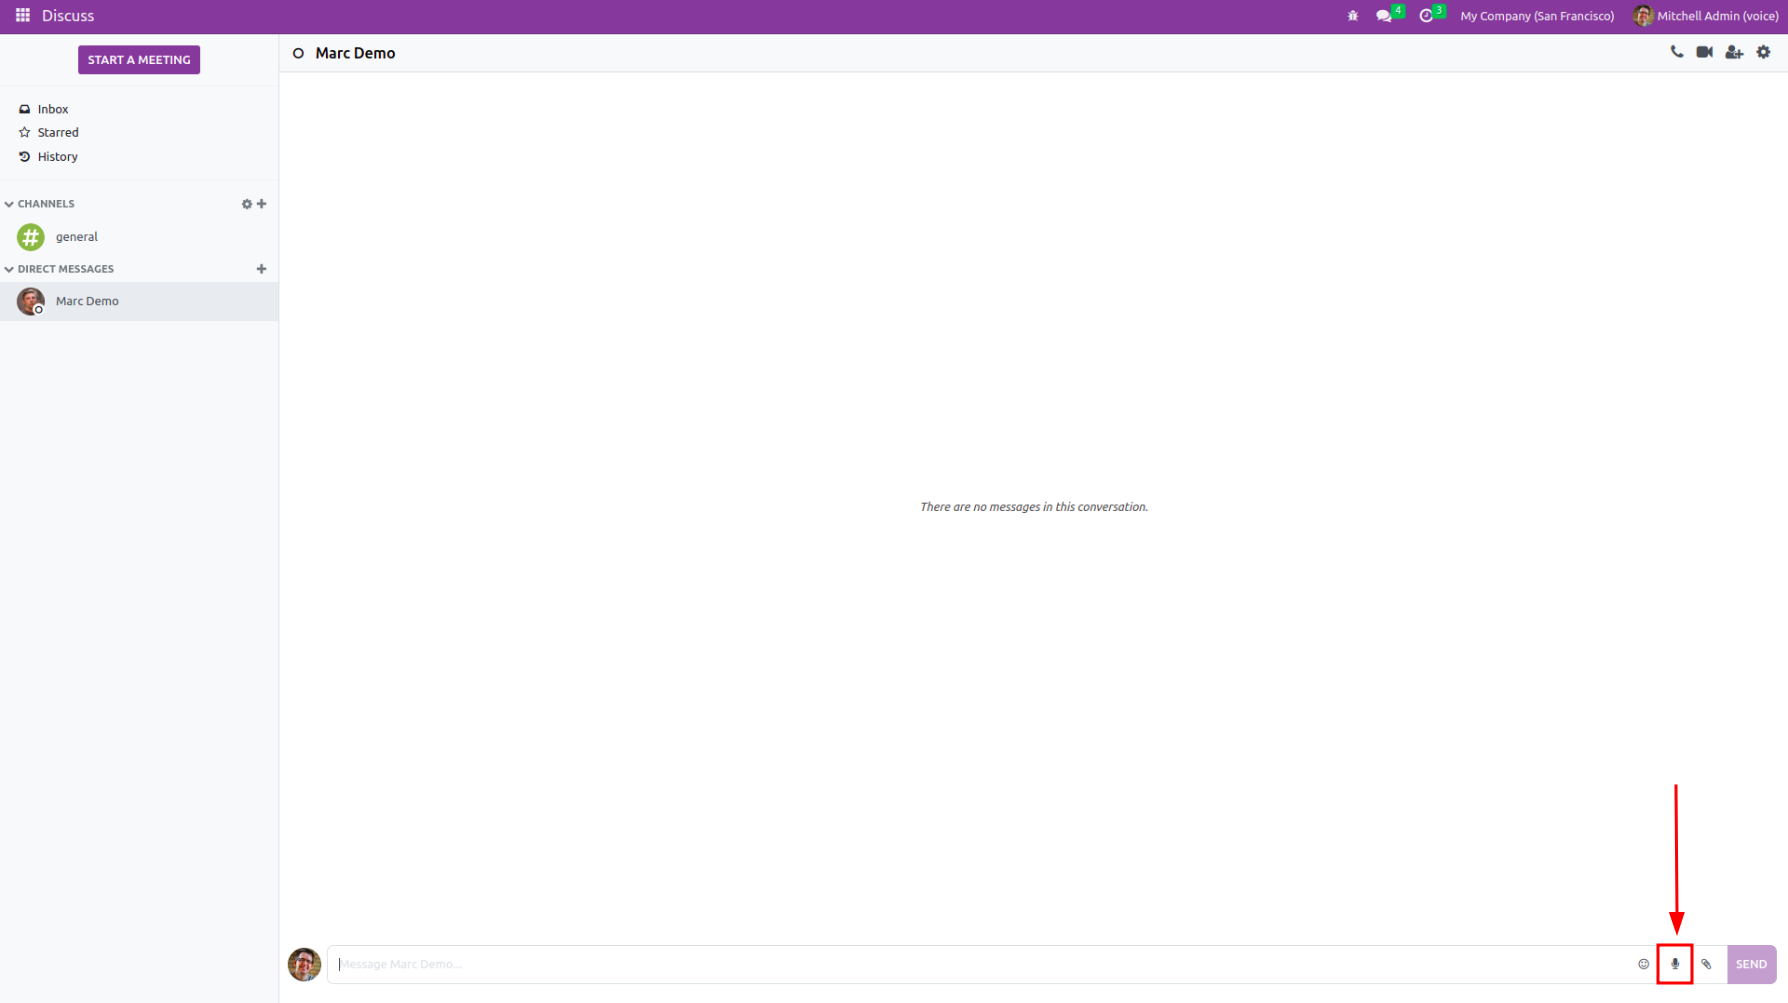 Discuss
4
3
My Company (San Francisco)
Mitchell Admin (voice)
START A MEETING
Marc Demo
Inbox
Starred
History
CHANNELS
general
DIRECT MESSAGES
Marc Demo
There are no messages in this conversation.
Message Marc Demo...
SEND